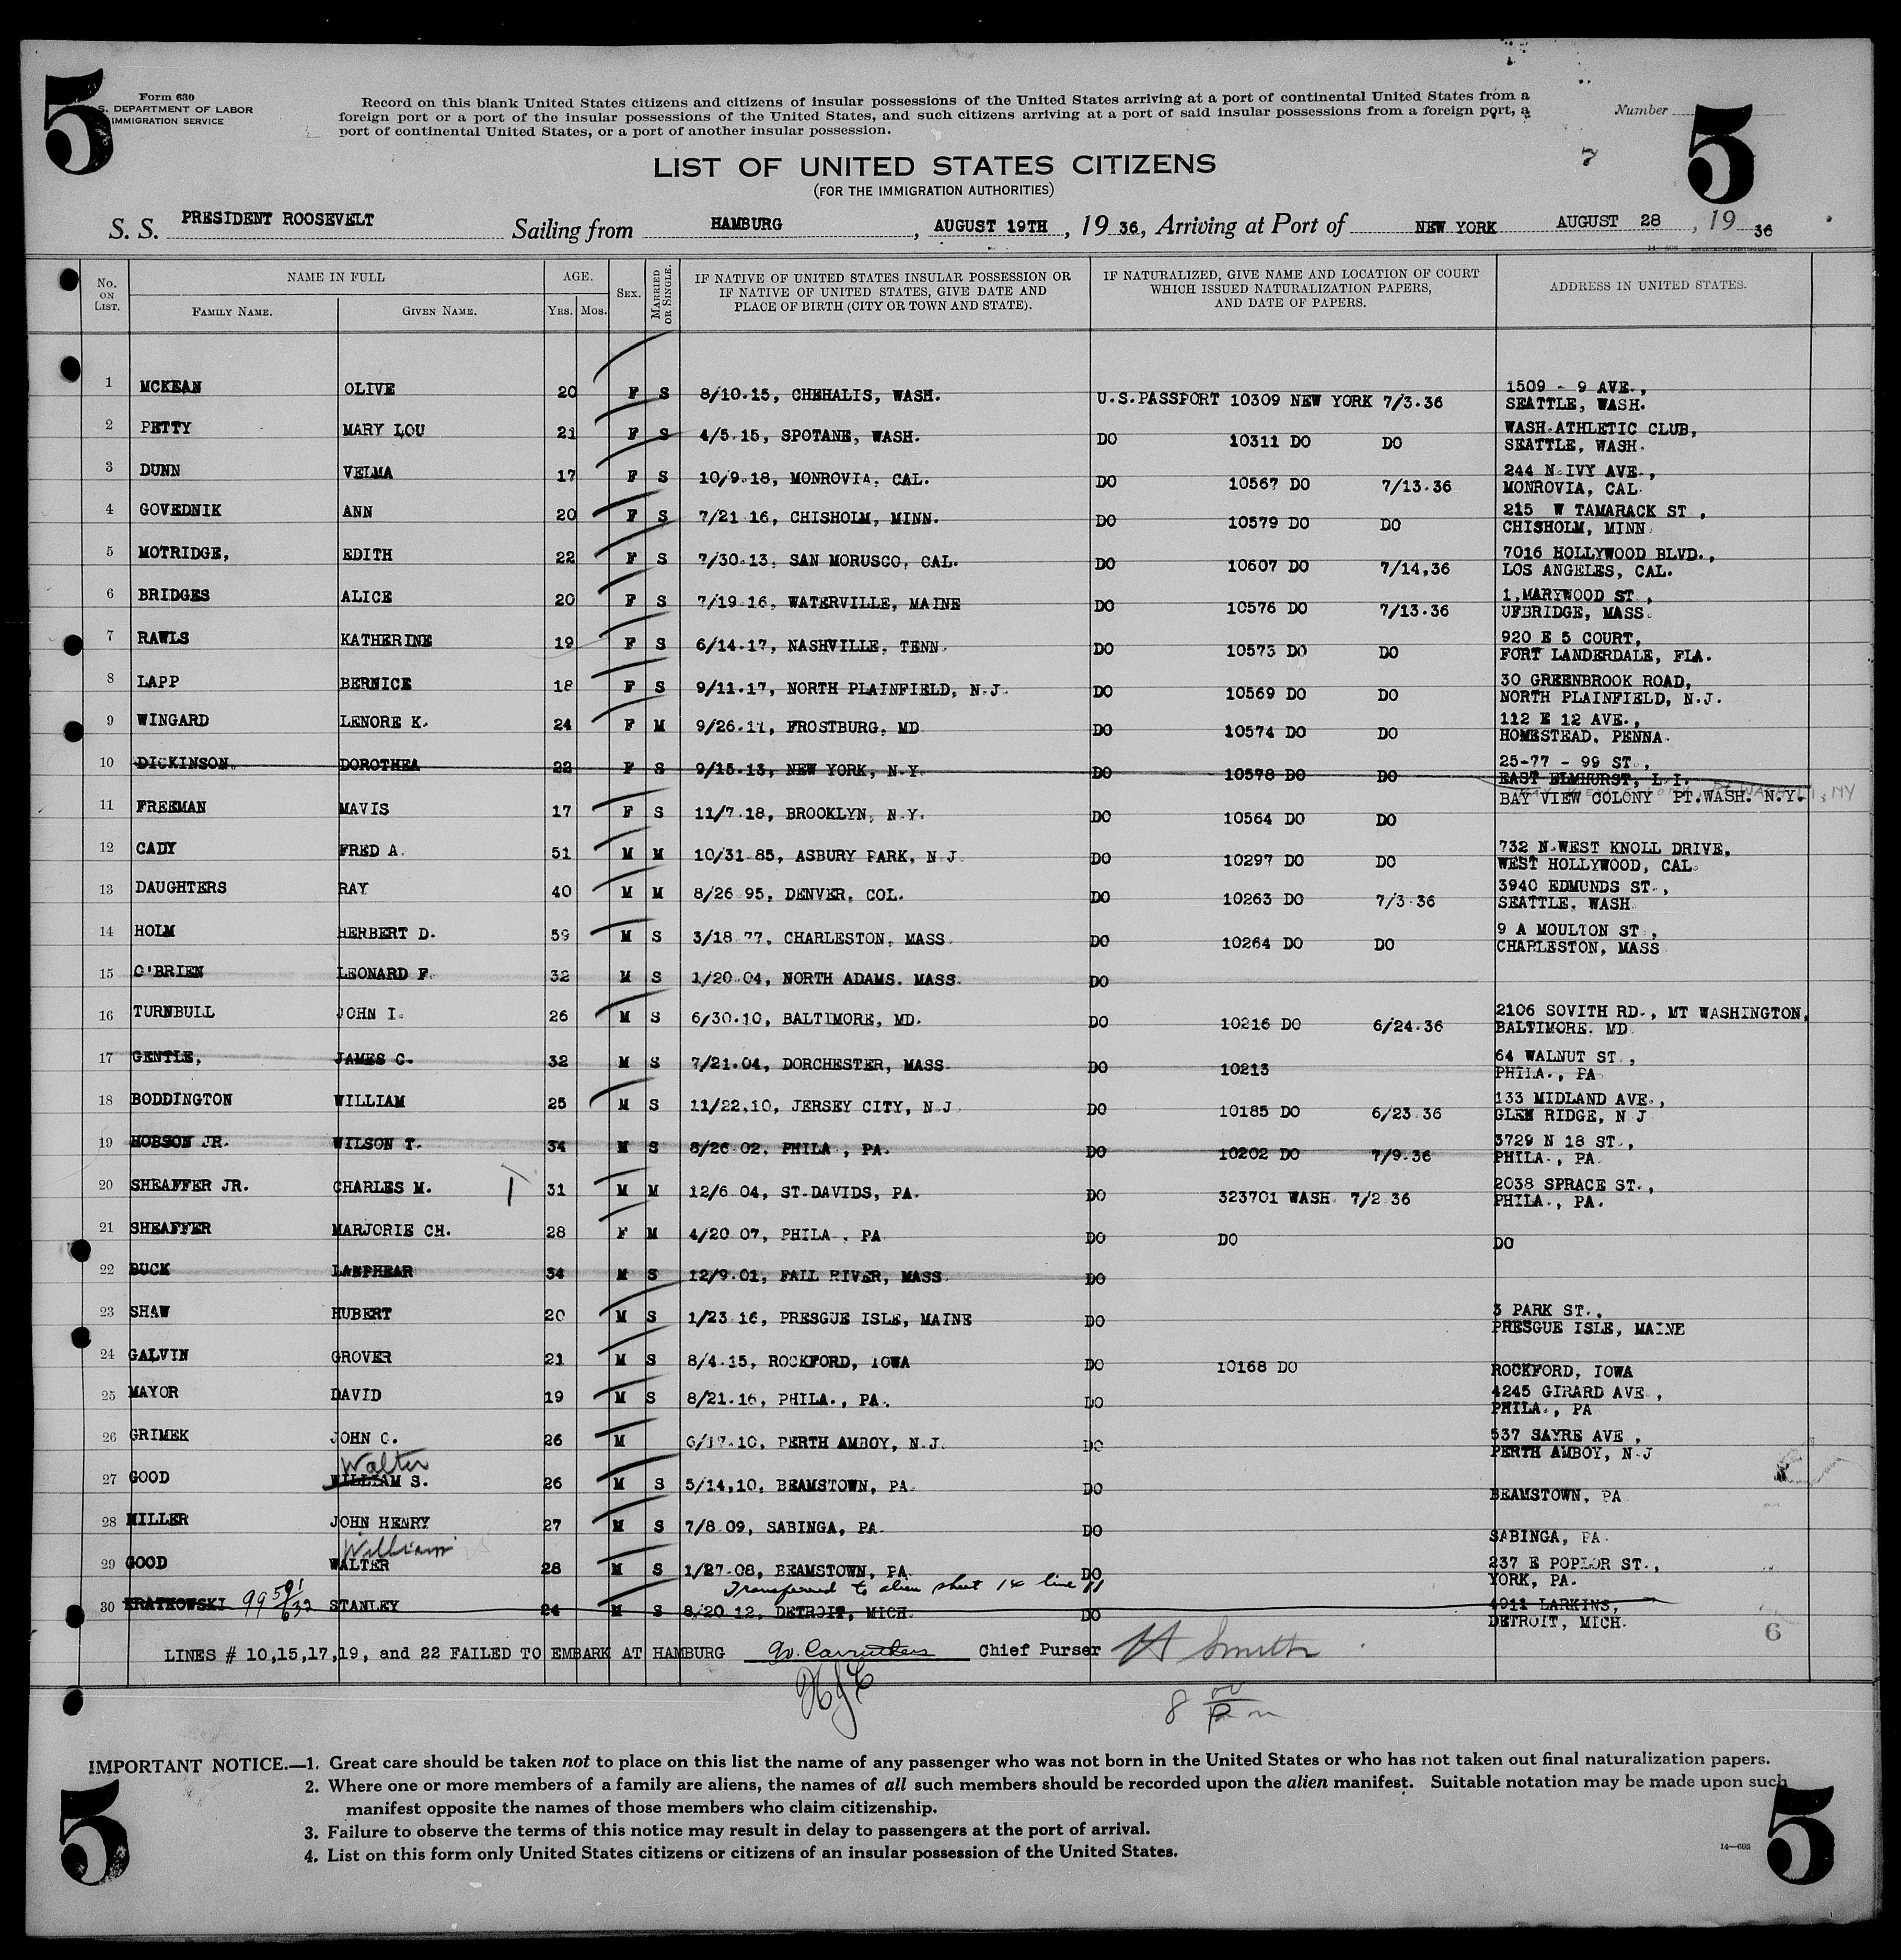 5
5
Form 630
S. DEPARTMENT OF LABOR
IMMIGRATION SERVICE
Record on this blank United States citizens and citizens of insular possessions of the United States arriving at a port of continental United States from a
foreign port or a port of the insular possessions of the United States, and such citizens arriving at a port of said insular possessions from a foreign port, a
port of continental United States, or a port of another insular possession.
Number
7
LIST OF UNITED STATES CITIZENS
(FOR THE IMMIGRATION AUTHORITIES)
S. S. PRESIDENT ROOSEVELT Sailing from HAMBURG, AUGUST 19TH, 19 36, Arriving at Port of NEW YORK AUGUST 28, 19 36
No. ON LIST. NAME IN FULL FAMILY NAME. GIVEN NAME. AGE. YRS. MOS. SEX. MARRIED OR SINGLE. IF NATIVE OF UNITED STATES INSULAR POSSESSION OR IF NATIVE OF UNITED STATES, GIVE DATE AND PLACE OF BIRTH (CITY OR TOWN AND STATE). IF NATURALIZED, GIVE NAME AND LOCATION OF COURT WHICH ISSUED NATURALIZATION PAPERS, AND DATE OF PAPERS. ADDRESS IN UNITED STATES.
1 MCKEAN OLIVE 20 F S 8/10.15, CHEHALIS, WASH. U.S.PASSPORT 10309 NEW YORK 7/3.36 1509 - 9 AVE.,
SEATTLE, WASH.
2 PETTY MARY LOU 21 F S 4/5.15, SPOTANE, WASH. DO 10311 DO DO WASH.ATHLETIC CLUB,
SEATTLE, WASH.
3 DUNN VELMA 17 F S 10/9.18, MONROVIA, CAL. DO 10567 DO 7/13.36 244 N.IVY AVE.,
MONROVIA, CAL.
4 GOVEDNIK ANN 20 F S 7/21 16, CHISHOLM, MINN. DO 10579 DO DO 215 W TAMARACK ST.,
CHISHOLM, MINN.
5 MOTRIDGE, EDITH 22 F S 7/30.13, SAN MORUSCO, CAL. DO 10607 DO 7/14,36 7016 HOLLYWOOD BLVD.,
LOS ANGELES, CAL.
6 BRIDGES ALICE 20 F S 7/19.16, WATERVILLE, MAINE DO 10576 DO 7/13.36 1,MARYWOOD ST.,
UFBRIDGE, MASS.
7 RAWLS KATHERINE 19 F S 6/14.17, NASHVILLE, TENN. DO 10573 DO DO 920 E 5 COURT,
FORT LANDERDALE, FLA.
8 LAPP BERNICE 18 F S 9/11.17, NORTH PLAINFIELD, N.J. DO 10569 DO DO 30 GREENBROOK ROAD,
NORTH PLAINFIELD, N.J.
9 WINGARD LENORE K. 24 F M 9/26.11, FROSTBURG, MD DO 10574 DO DO 112 E 12 AVE.,
HOMESTEAD, PENNA.
10 DICKINSON. DOROTHEA 22 F S 9/15.13, NEW YORK, N.Y. DO 10578 DO DO 25-77 - 99 ST.,
EAST ELMHURST, L.I.
11 FREEMAN MAVIS 17 F S 11/7.18, BROOKLYN, N.Y. DO 10564 DO DO BAY VIEW COLONY PT.WASH. N.Y.
12 CADY FRED A. 51 M M 10/31 85, ASBURY PARK, N J. DO 10297 DO DO 732 N.WEST KNOLL DRIVE,
WEST HOLLYWOOD, CAL.
13 DAUGHTERS RAY 40 M M 8/26 95, DENVER, COL. DO 10263 DO 7/3.36 3940 EDMUNDS ST.,
SEATTLE, WASH
14 HOLM HERBERT D. 59 M S 3/18.77, CHARLESTON, MASS. DO 10264 DO DO 9 A MOULTON ST.,
CHARLESTON, MASS
15 O'BRIEN LEONARD F. 32 M S 1/20.04, NORTH ADAMS. MASS. DO
16 TURNBULL JOHN I. 26 M S 6/30.10, BALTIMORE, MD. DO 10216 DO 6/24.36 2106 SOVITH RD., MT WASHINGTON,
BALTIMORE. MD
17 GENTLE, JAMES C. 32 M S 7/21.04, DORCHESTER, MASS. DO 10213 64 WALNUT ST.,
PHILA., PA
18 BODDINGTON WILLIAM 25 M S 11/22.10, JERSEY CITY, N J. DO 10185 DO 6/23.36 133 MIDLAND AVE.,
GLEN RIDGE, N J
19 HOBSON JR. WILSON T. 34 M S 8/26 02, PHILA., PA. DO 10202 DO 7/9.36 3729 N 18 ST.,
PHILA., PA.
20 SHEAFFER JR. CHARLES M. 31 M M 12/6 04, ST.DAVIDS, PA. DO 323701 WASH 7/2 36 2038 SPRACE ST.,
PHILA., PA.
21 SHEAFFER MARJORIE CH. 28 F M 4/20 07, PHILA., PA DO DO DO
22 BUCK LANPHEAR 34 M S 12/9.01, FALL RIVER, MASS. DO
23 SHAW HUBERT 20 M S 1/23 16, PRESGUE ISLE, MAINE DO 3 PARK ST.,
PRESGUE ISLE, MAINE
24 GALVIN GROVER 21 M S 8/4.15, ROCKFORD, IOWA DO 10168 DO ROCKFORD, IOWA
25 MAYOR DAVID 19 M S 8/21.16, PHILA., PA. DO 4245 GIRARD AVE.,
PHILA., PA
26 GRIMEK JOHN C. 26 M 6/17.10, PERTH AMBOY, N.J. DO 537 SAYRE AVE.,
PERTH AMBOY, N.J
Walter
27 GOOD WILLIAM S. 26 M S 5/14,10, BEAMSTOWN, PA. DO BEAMSTOWN, PA
28 MILLER JOHN HENRY 27 M S 7/8 09, SABINGA, PA. DO SABINGA, PA.
William
29 GOOD WALTER 28 M S 1/27.08, BEAMSTOWN, PA. DO 237 E POPLOR ST.,
YORK, PA.
Transferred to alien sheet 14 line 11
30 KRATKOWSKI 99 591/632 STANLEY 24 M S 8/20 12, DETROIT, MICH. DO 4911 LARKINS,
DETROIT, MICH.
6
LINES # 10,15,17,19, and 22 FAILED TO EMBARK AT HAMBURG Chief Purser H Smith
8 00
IMPORTANT NOTICE.—1. Great care should be taken not to place on this list the name of any passenger who was not born in the United States or who has not taken out final naturalization papers.
2. Where one or more members of a family are aliens, the names of all such members should be recorded upon the alien manifest. Suitable notation may be made upon such
manifest opposite the names of those members who claim citizenship.
3. Failure to observe the terms of this notice may result in delay to passengers at the port of arrival.
4. List on this form only United States citizens or citizens of an insular possession of the United States.
5
5